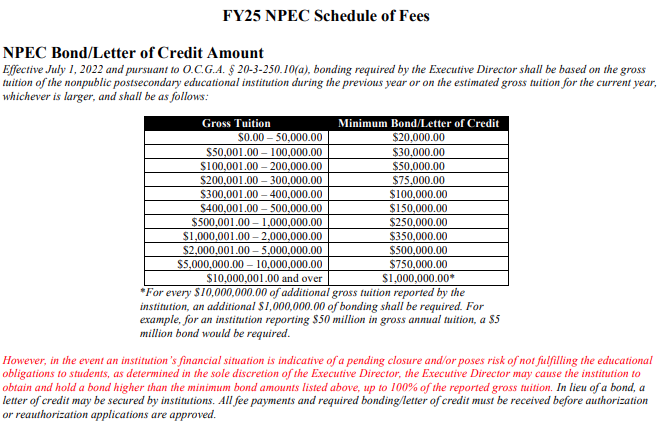 FY25 NPEC Schedule of Fees
NPEC Bond/Letter of Credit Amount
Effective July 1, 2022 and pursuant to O.C.G.A. § 20-3-250.10(a), bonding required by the Executive Director shall be based on the gross
tuition of the nonpublic postsecondary educational institution during the previous year or on the estimated gross tuition for the current year,
whichever is larger, and shall be as follows:
Gross Tuition Minimum Bond/Letter of Credit
$0.00 – 50,000.00 $20,000.00
$50,001.00 – 100,000.00 $30,000.00
$100,001.00 – 200,000.00 $50,000.00
$200,001.00 – 300,000.00 $75,000.00
$300,001.00 – 400,000.00 $100,000.00
$400,001.00 – 500,000.00 $150,000.00
$500,001.00 – 1,000,000.00 $250,000.00
$1,000,001.00 – 2,000,000.00 $350,000.00
$2,000,001.00 – 5,000,000.00 $500,000.00
$5,000,000.00 – 10,000,000.00 $750,000.00
$10,000,001.00 and over $1,000,000.00*
*For every $10,000,000.00 of additional gross tuition reported by the
institution, an additional $1,000,000.00 of bonding shall be required. For
example, for an institution reporting $50 million in gross annual tuition, a $5
million bond would be required.
However, in the event an institution's financial situation is indicative of a pending closure and/or poses risk of not fulfilling the educational
obligations to students, as determined in the sole discretion of the Executive Director, the Executive Director may cause the institution to
obtain and hold a bond higher than the minimum bond amounts listed above, up to 100% of the reported gross tuition. In lieu of a bond, a
letter of credit may be secured by institutions. All fee payments and required bonding/letter of credit must be received before authorization
or reauthorization applications are approved.